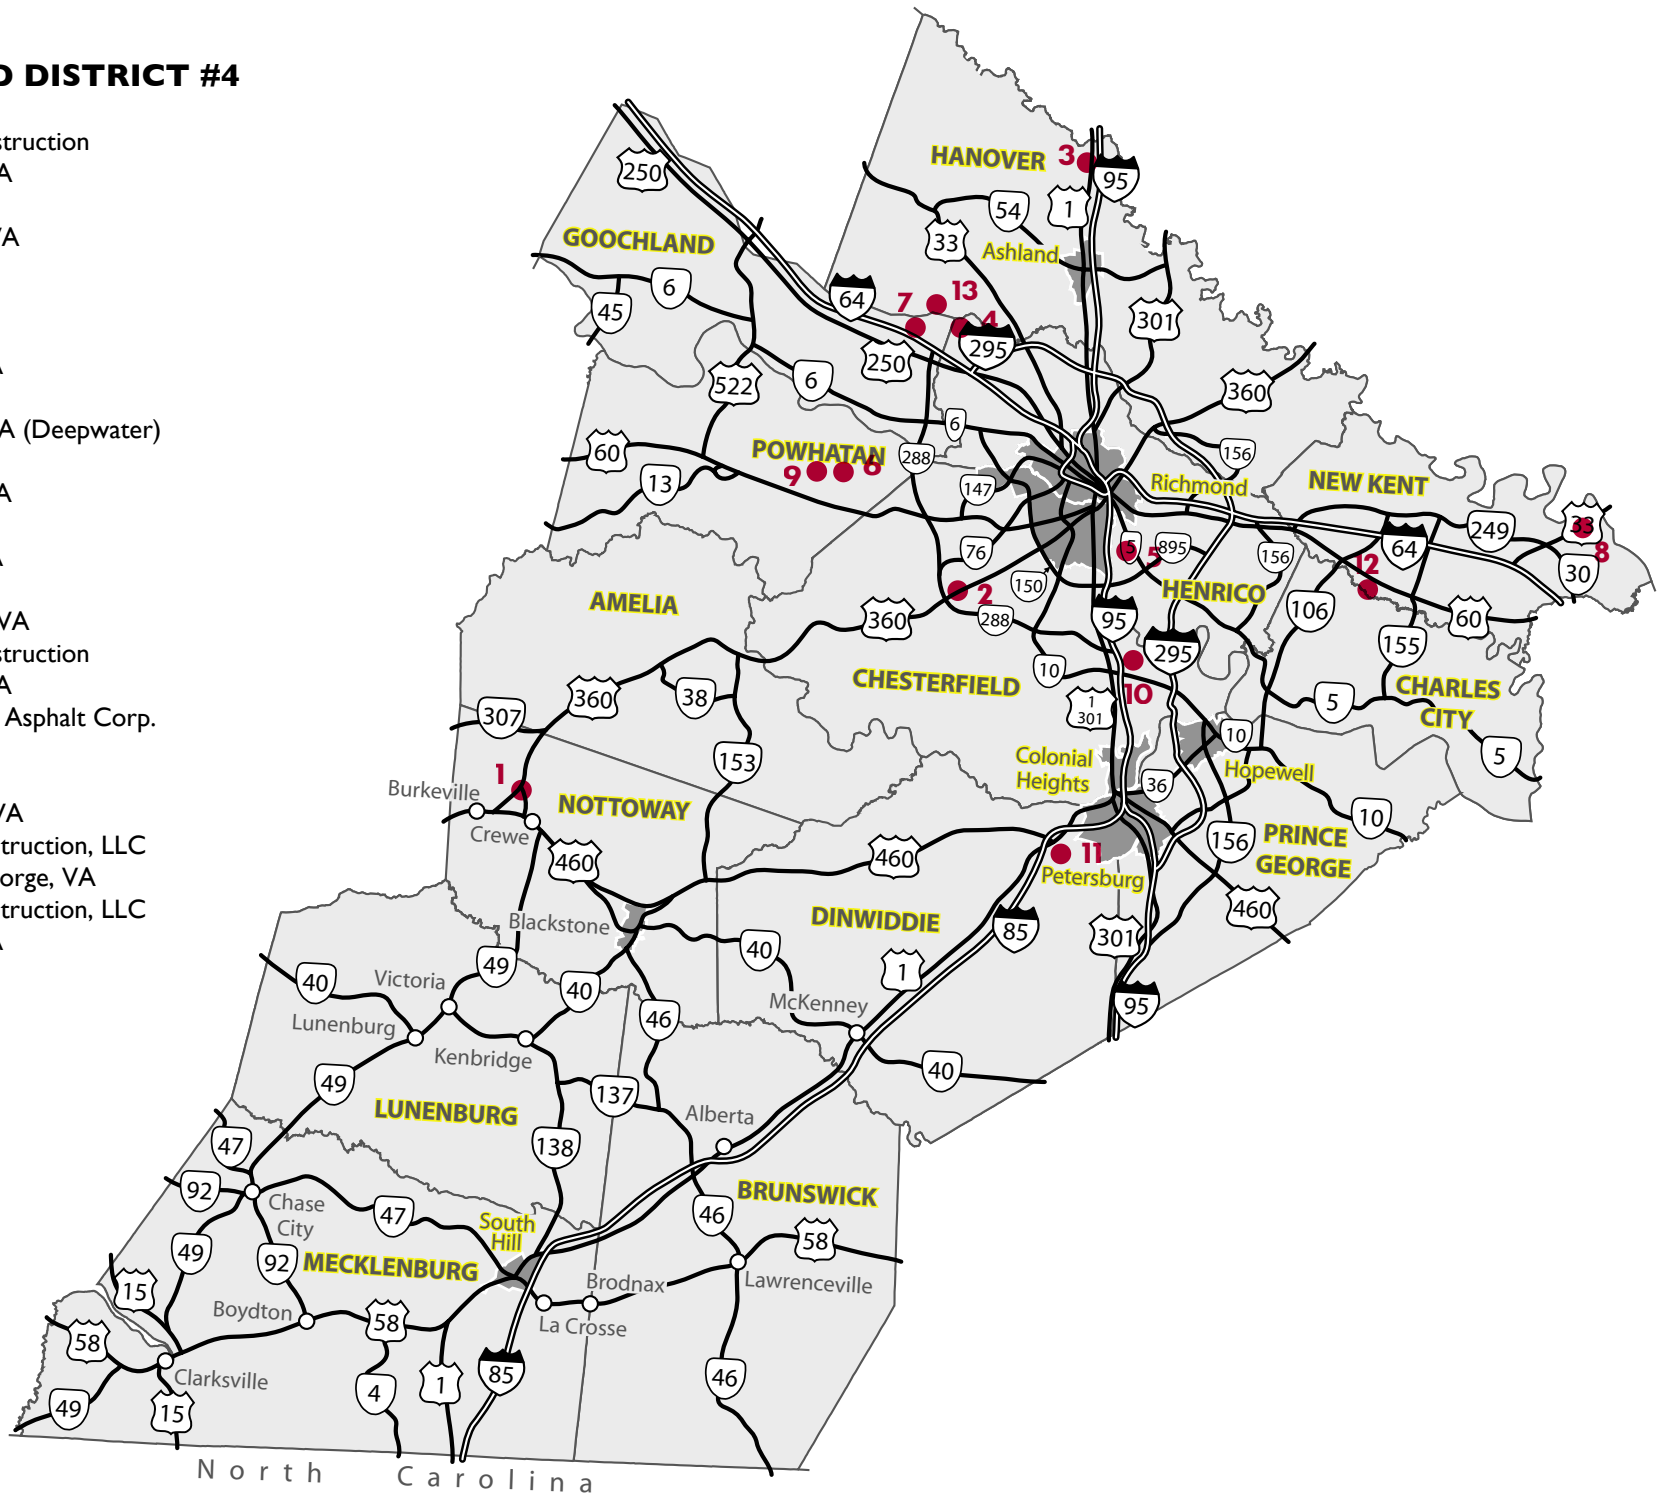 D DISTRICT #4
struction
A
VA
A
A (Deepwater)
A
A
VA
struction
A
Asphalt Corp.
VA
truction, LLC
orge, VA
truction, LLC
A
HANOVER
3
95
1
54
33
Ashland
250
GOOCHLAND
6
45
64
13
7
4
295
301
250
522
6
360
6
60
POWHATAN
9
6
288
13
147
156
Richmond
NEW KENT
249
33
8
30
64
12
76
5
5
895
156
150
2
HENRICO
106
60
AMELIA
360
288
95
295
155
10
10
CHESTERFIELD
CHARLES
CITY
5
5
360
38
307
1
301
153
10
Colonial
Heights
36
Hopewell
1
Burkeville
NOTTOWAY
Crewe
460
460
10
156
PRINCE
GEORGE
11
Petersburg
460
Blackstone
DINWIDDIE
85
301
40
1
49
Victoria
40
40
95
McKenney
46
Lunenburg
Kenbridge
49
40
137
LUNENBURG
Alberta
138
47
92
Chase
City
47
South
Hill
BRUNSWICK
46
58
49
92
MECKLENBURG
Brodnax
Lawrenceville
15
Boydton
58
La Crosse
58
Clarksville
4
1
85
46
49
15
North Carolina